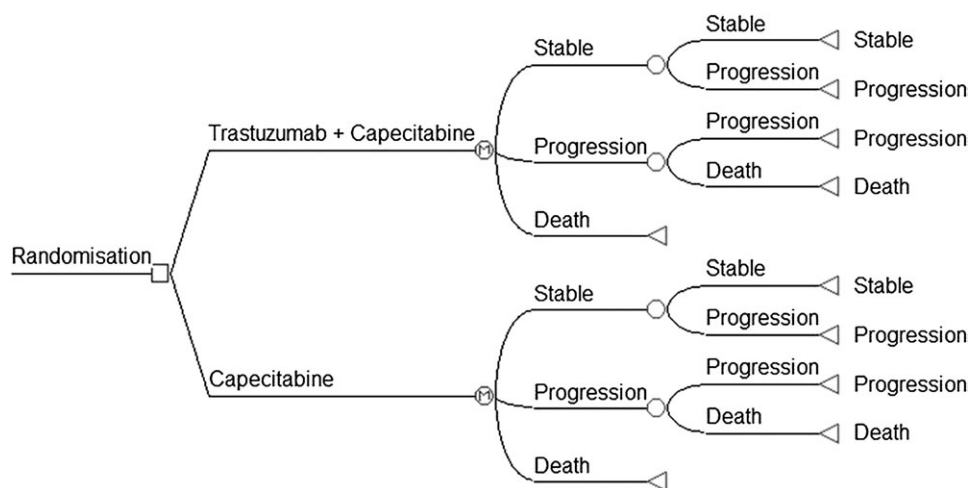 Stable
Stable
Stable
Progression
Progression
Trastuzumab + Capecitabine
M
Progression
Progression
Progression
Death
Death
Death
Randomisation
Stable
Stable
Stable
Progression
Progression
Capecitabine
M
Progression
Progression
Progression
Death
Death
Death